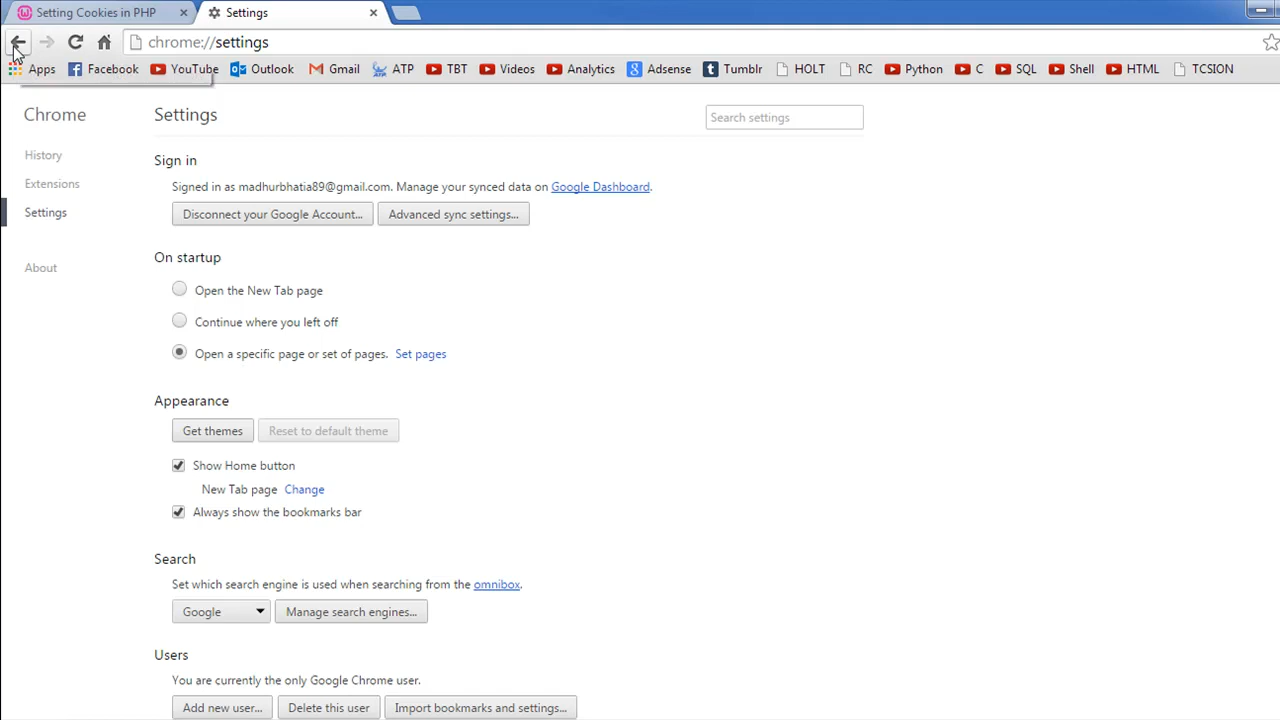 Setting Cookies in PHP
Settings
chrome://settings
Apps Facebook YouTube Outlook Gmail ATP TBT Videos Analytics Adsense Tumblr HOLT RC Python C SQL Shell HTML TCSION
Chrome
Settings
Search settings
History
Extensions
Settings
About
Sign in
Signed in as madhurbhatia89@gmail.com. Manage your synced data on Google Dashboard.
Disconnect your Google Account...
Advanced sync settings...
On startup
Open the New Tab page
Continue where you left off
Open a specific page or set of pages. Set pages
Appearance
Get themes
Reset to default theme
Show Home button
New Tab page Change
Always show the bookmarks bar
Search
Set which search engine is used when searching from the omnibox.
Google
Manage search engines...
Users
You are currently the only Google Chrome user.
Add new user...
Delete this user
Import bookmarks and settings...